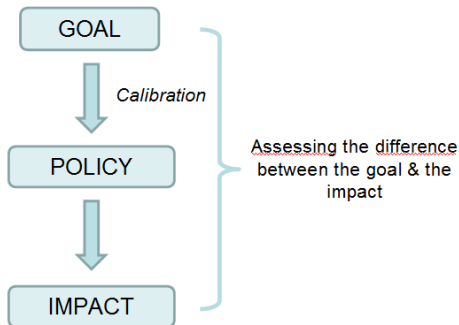 GOAL
Calibration
POLICY
Assessing the difference
between the goal & the
impact
IMPACT